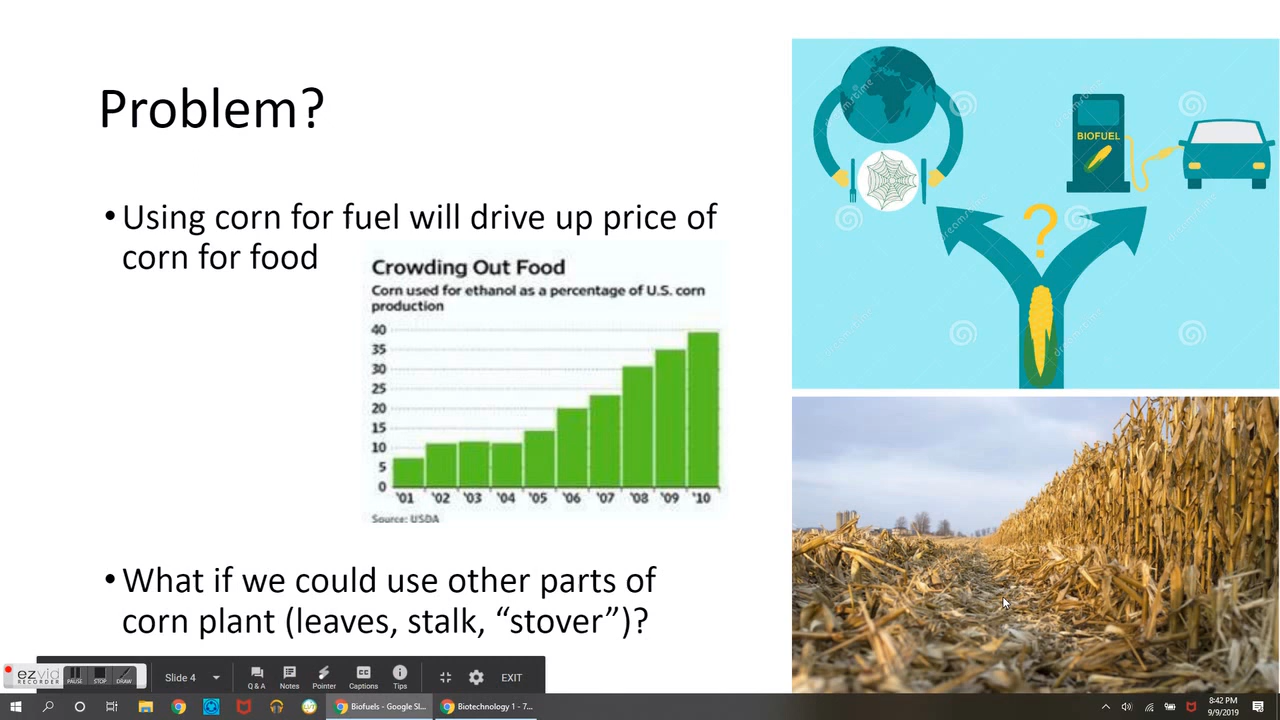 Problem?
• Using corn for fuel will drive up price of
corn for food
Crowding Out Food
Corn used for ethanol as a percentage of U.S. corn
production
40
35
30
25
20
15
10
5
0
'01 '02 '03 '04 '05 '06 '07 '08 '09 '10
Source: USDA
• What if we could use other parts of
corn plant (leaves, stalk, “stover”)?
BIOFUEL
?
dreamstime
dreamstime
dreamstime
dreamstime
ezvid
RECORDER
PAUSE STOP DRAW
Slide 4
Q & A Notes Pointer Captions Tips
EXIT
Biofuels - Google Sl...
Biotechnology 1 - 7...
8:42 PM
9/9/2019